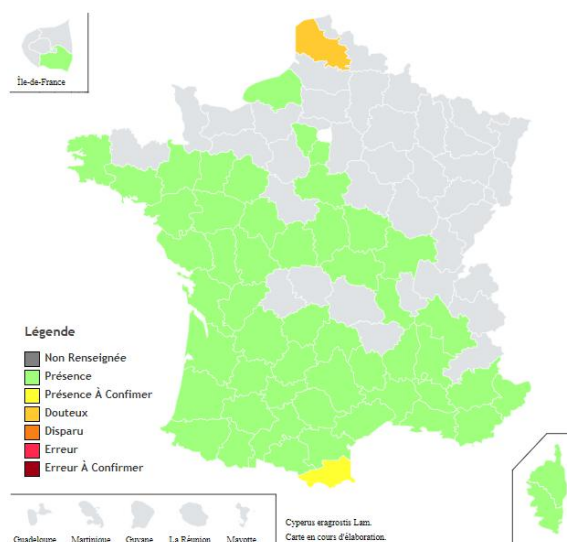 Île-de-France
Légende
Non Renseignée
Présence
Présence À Confimer
Douteux
Disparu
Erreur
Erreur À Confirmer
Guadeloupe Martinique Guyane La Réunion Mayotte
Cyperus eragrostis Lam.
Carte en cours d'élaboration.